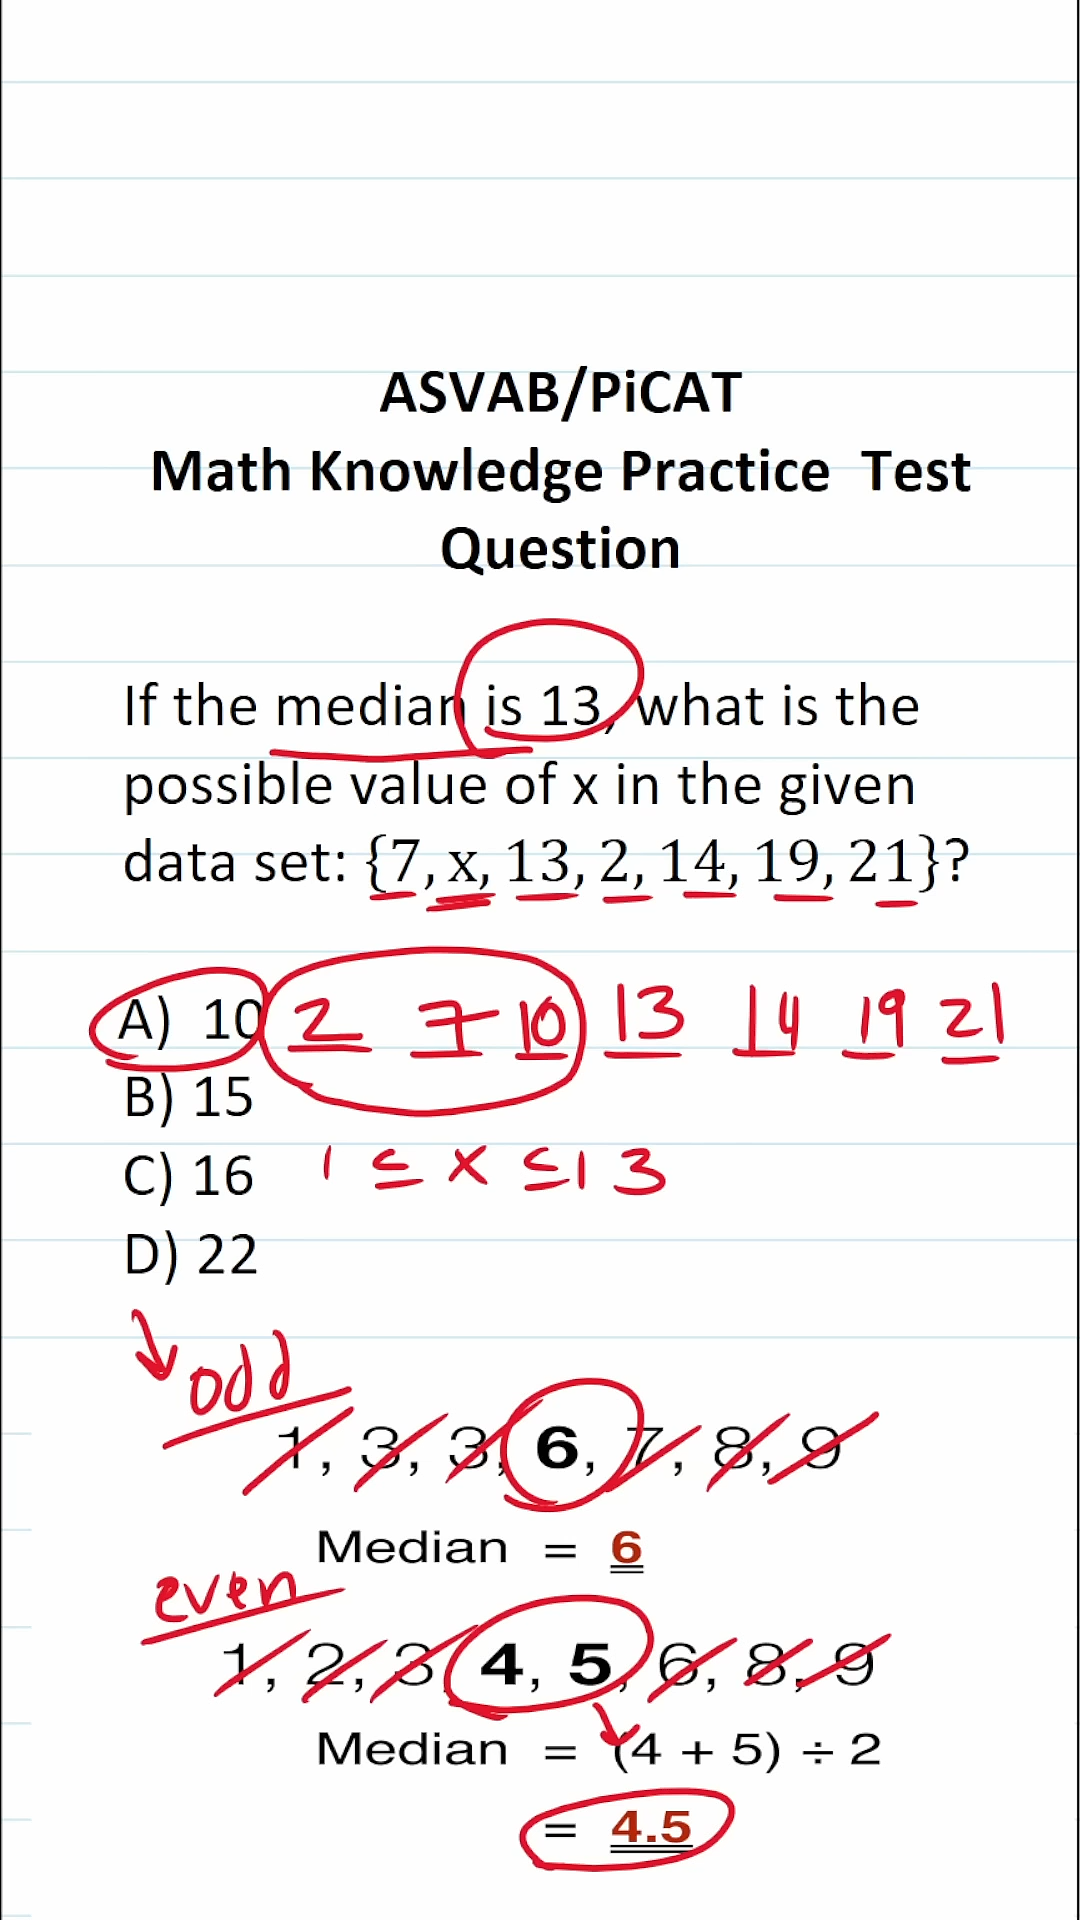 ASVAB/PiCAT
Math Knowledge Practice Test
Question
If the median is 13, what is the
possible value of x in the given
data set: {7, x, 13, 2, 14, 19, 21}?
A) 10 2 7 10 13 14 19 21
B) 15
C) 16 1 ≤ x ≤ 13
D) 22
odd
1, 3, 3, 6, 7, 8, 9
Median = 6
even
1, 2, 3, 4, 5, 6, 8, 9
Median = (4 + 5) ÷ 2
= 4.5